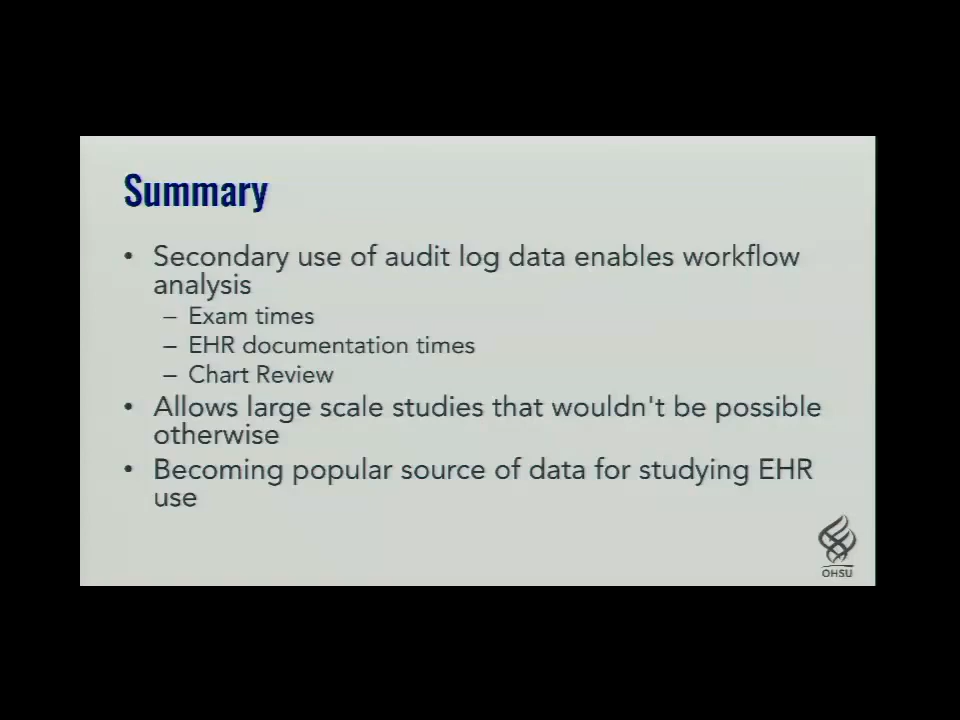 Summary
• Secondary use of audit log data enables workflow
analysis
– Exam times
– EHR documentation times
– Chart Review
• Allows large scale studies that wouldn't be possible
otherwise
• Becoming popular source of data for studying EHR
use
OHSU